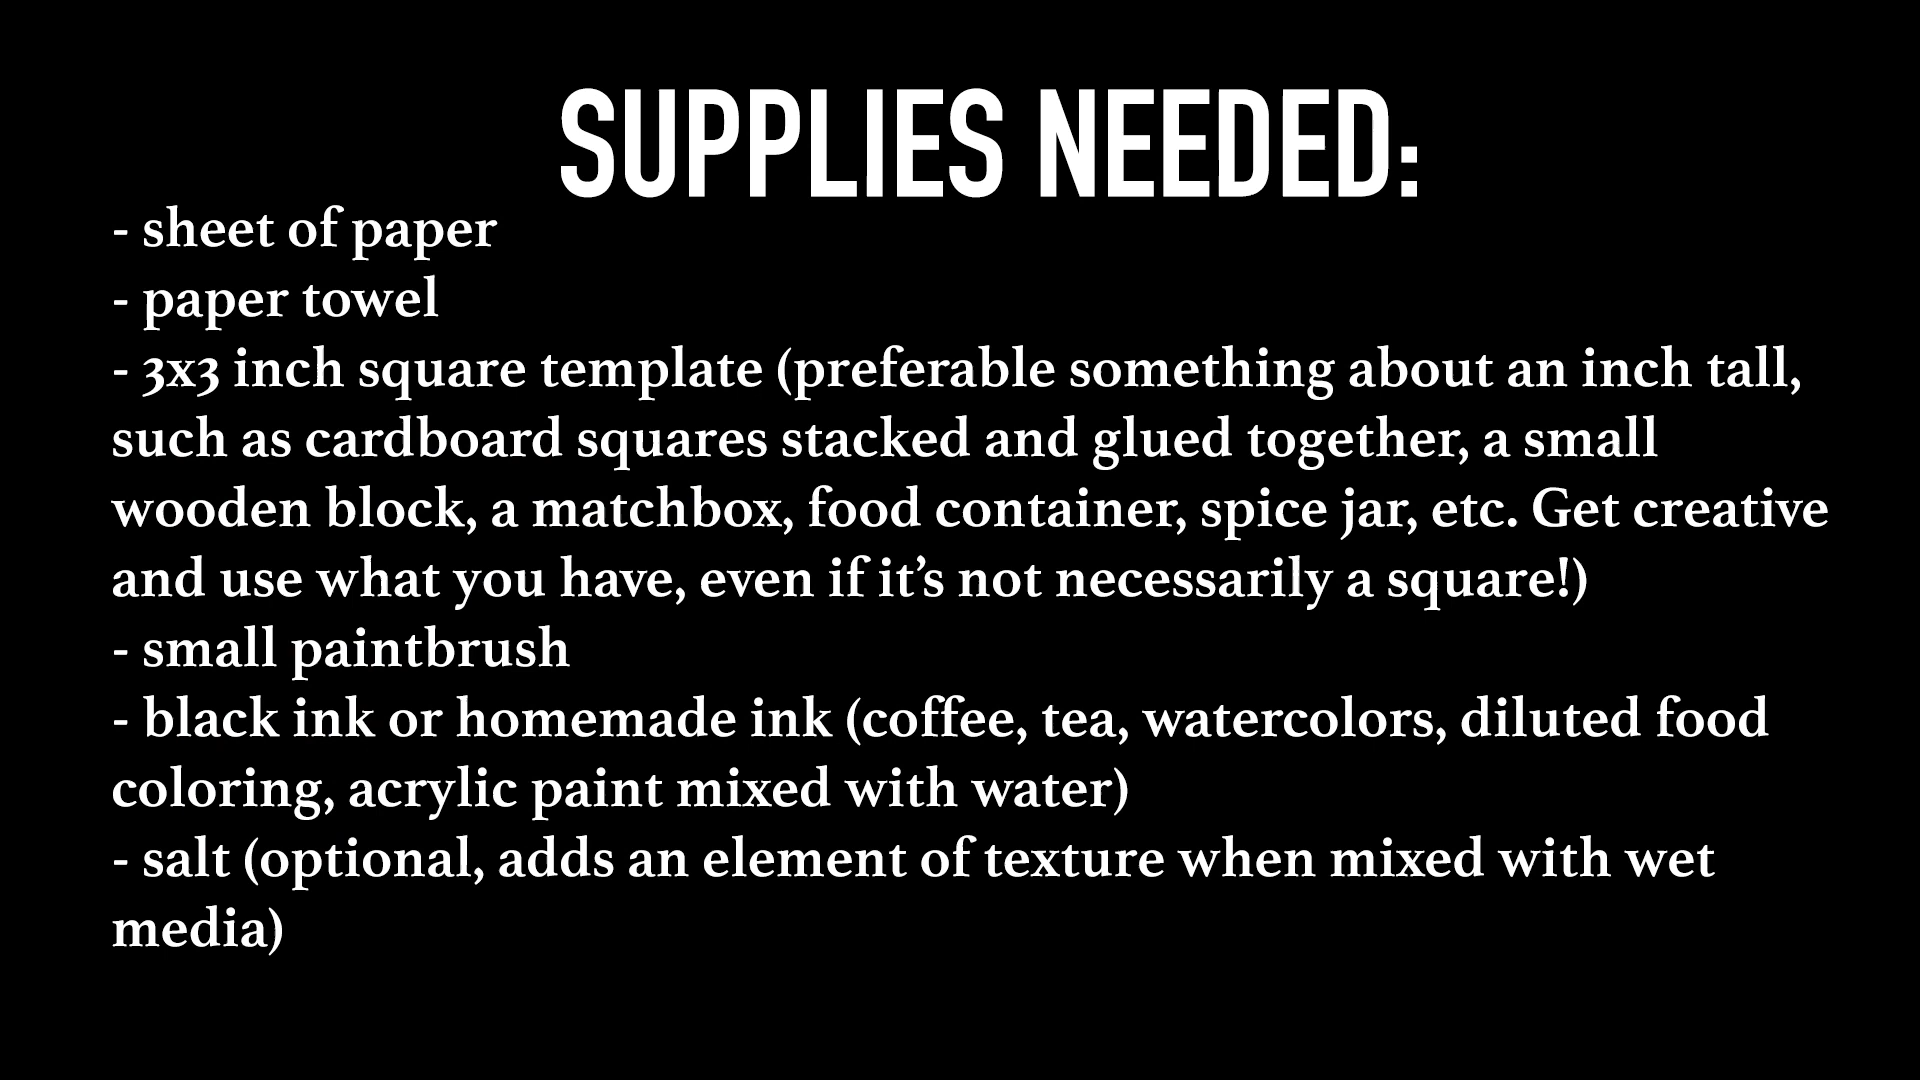 SUPPLIES NEEDED:
- sheet of paper
- paper towel
- 3x3 inch square template (preferable something about an inch tall,
such as cardboard squares stacked and glued together, a small
wooden block, a matchbox, food container, spice jar, etc. Get creative
and use what you have, even if it’s not necessarily a square!)
- small paintbrush
- black ink or homemade ink (coffee, tea, watercolors, diluted food
coloring, acrylic paint mixed with water)
- salt (optional, adds an element of texture when mixed with wet
media)